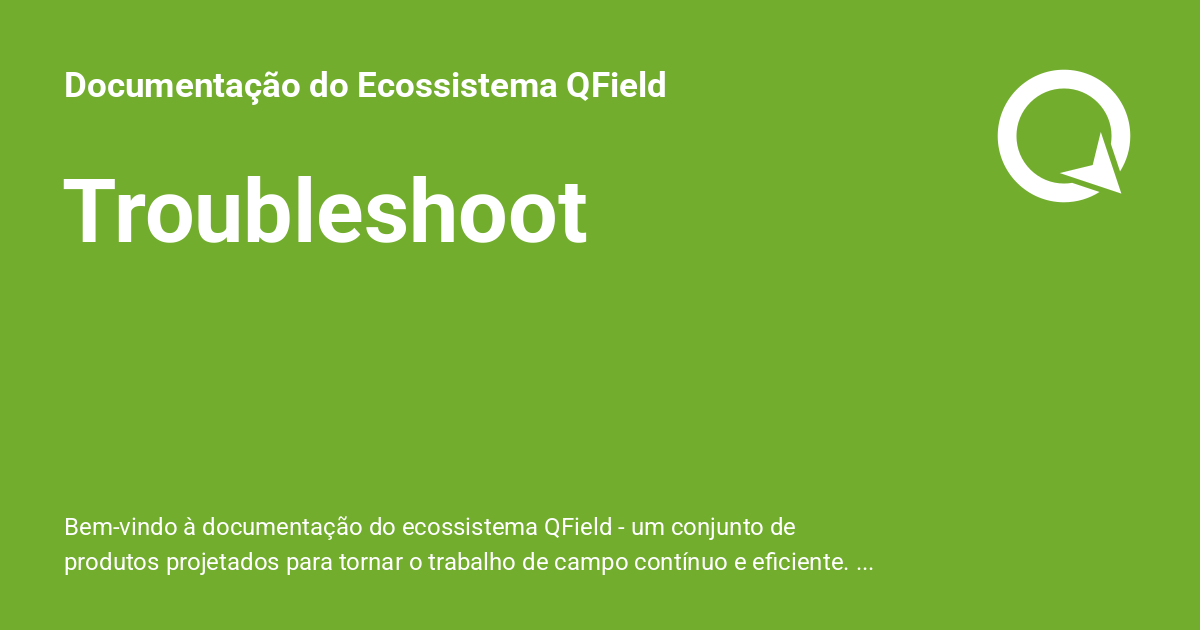 Documentação do Ecossistema QField
Troubleshoot
Bem-vindo à documentação do ecossistema QField - um conjunto de
produtos projetados para tornar o trabalho de campo contínuo e eficiente. ...